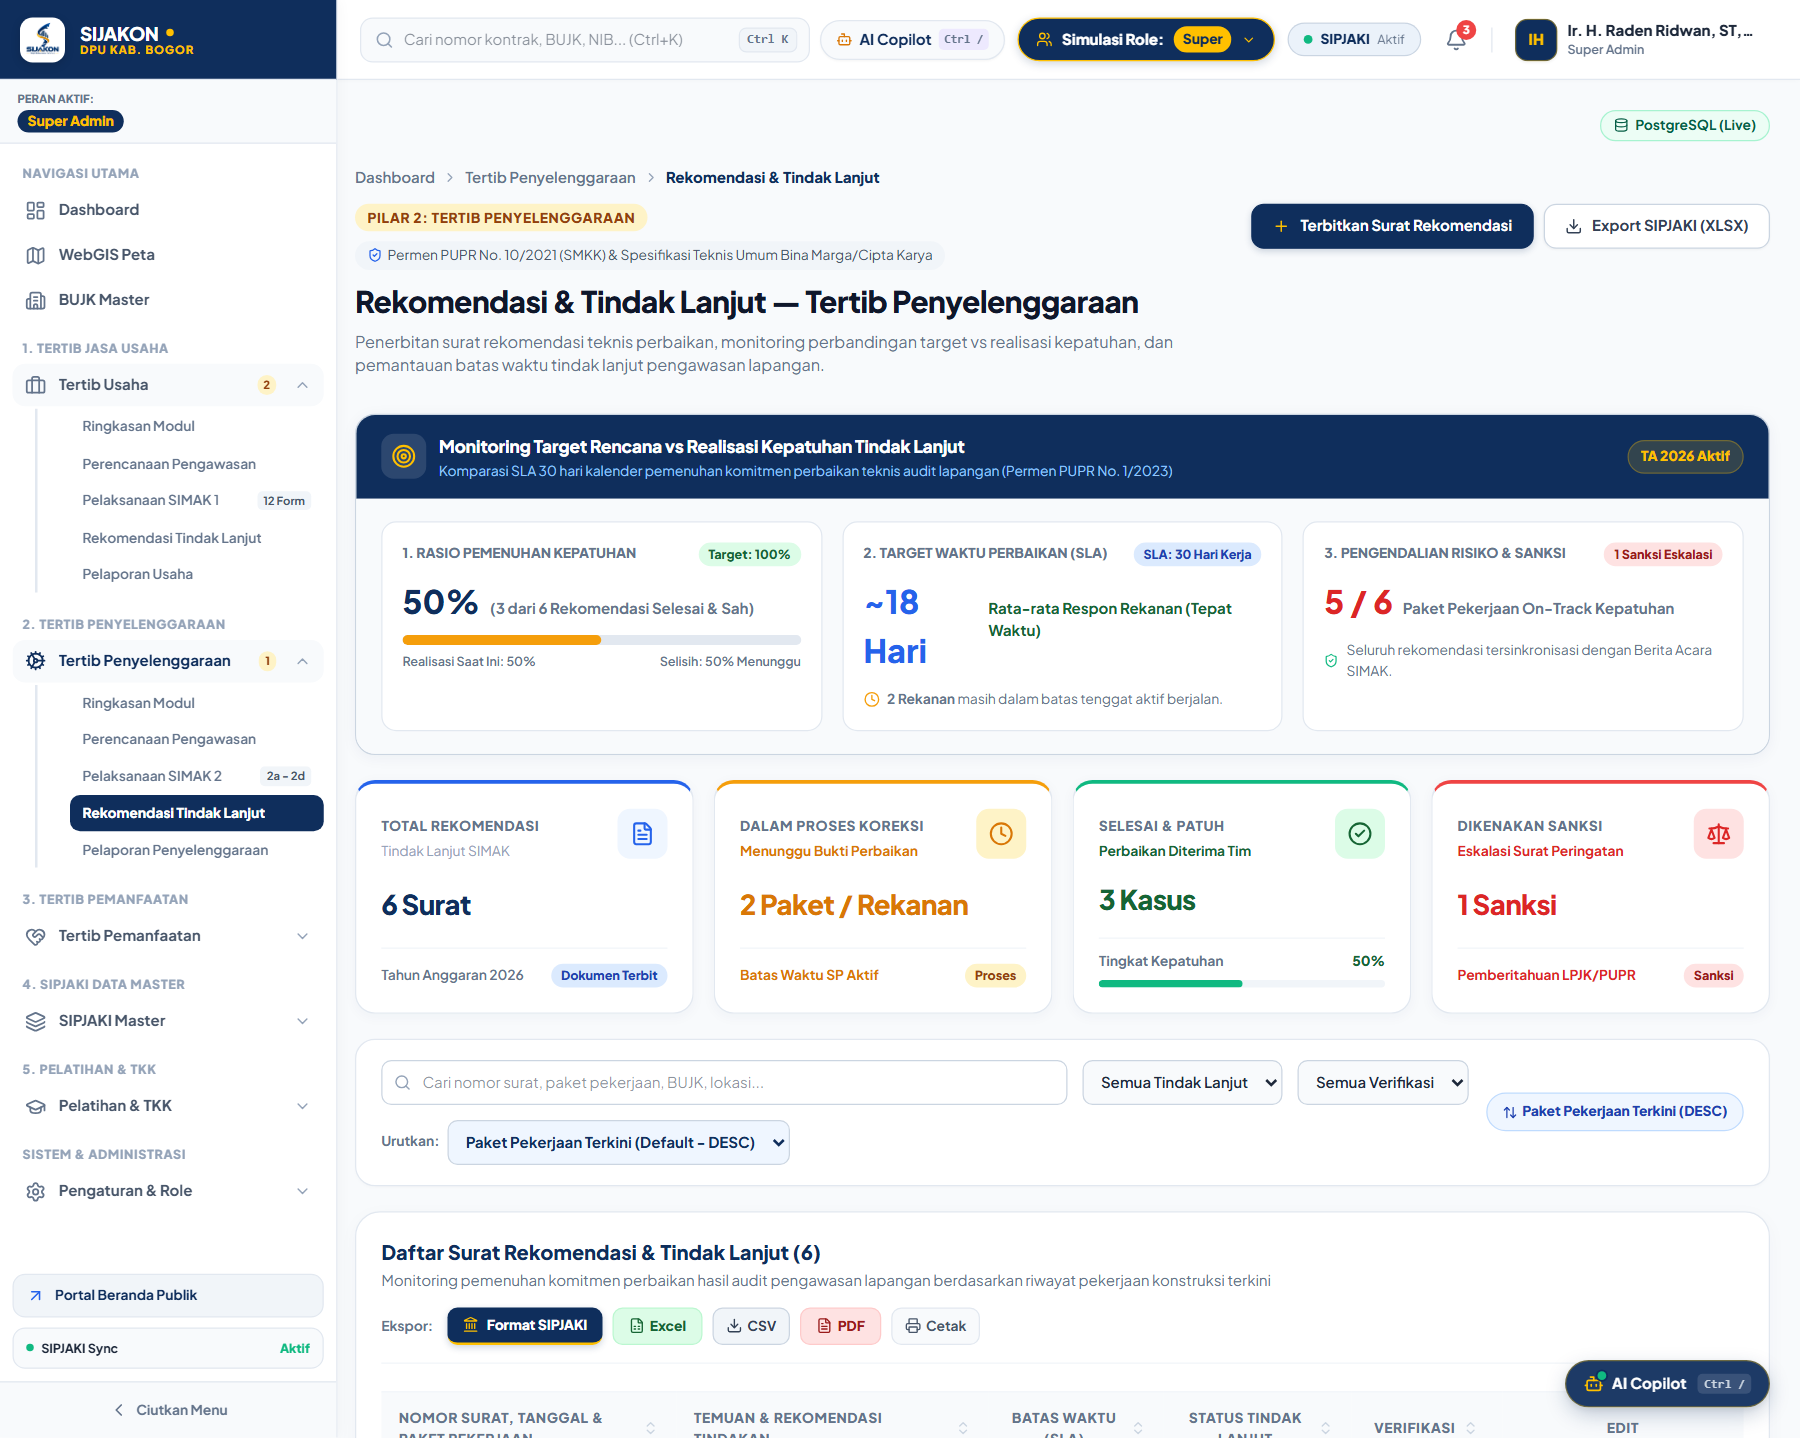 SIJAKON
DPU KAB. BOGOR
SIJAKON
Cari nomor kontrak, BUJK, NIB... (Ctrl+K)
Ctrl K
AI Copilot
Ctrl /
Simulasi Role:
Super
SIPJAKI
Aktif
3
IH
Ir. H. Raden Ridwan, ST,...
Super Admin
PERAN AKTIF:
Super Admin
NAVIGASI UTAMA
Dashboard
WebGIS Peta
BUJK Master
1. TERTIB JASA USAHA
Tertib Usaha
2
Ringkasan Modul
Perencanaan Pengawasan
Pelaksanaan SIMAK 1
12 Form
Rekomendasi Tindak Lanjut
Pelaporan Usaha
2. TERTIB PENYELENGGARAAN
Tertib Penyelenggaraan
1
Ringkasan Modul
Perencanaan Pengawasan
Pelaksanaan SIMAK 2
2a - 2d
Rekomendasi Tindak Lanjut
Pelaporan Penyelenggaraan
3. TERTIB PEMANFAATAN
Tertib Pemanfaatan
4. SIPJAKI DATA MASTER
SIPJAKI Master
5. PELATIHAN & TKK
Pelatihan & TKK
SISTEM & ADMINISTRASI
Pengaturan & Role
Portal Beranda Publik
SIPJAKI Sync
Aktif
Ciutkan Menu
PostgreSQL (Live)
Dashboard
Tertib Penyelenggaraan
Rekomendasi & Tindak Lanjut
PILAR 2: TERTIB PENYELENGGARAAN
Permen PUPR No. 10/2021 (SMKK) & Spesifikasi Teknis Umum Bina Marga/Cipta Karya
Terbitkan Surat Rekomendasi
Export SIPJAKI (XLSX)
Rekomendasi & Tindak Lanjut — Tertib Penyelenggaraan
Penerbitan surat rekomendasi teknis perbaikan, monitoring perbandingan target vs realisasi kepatuhan, dan
pemantauan batas waktu tindak lanjut pengawasan lapangan.
Monitoring Target Rencana vs Realisasi Kepatuhan Tindak Lanjut
Komparasi SLA 30 hari kalender pemenuhan komitmen perbaikan teknis audit lapangan (Permen PUPR No. 1/2023)
TA 2026 Aktif
1. RASIO PEMENUHAN KEPATUHAN
Target: 100%
50%
(3 dari 6 Rekomendasi Selesai & Sah)
Realisasi Saat Ini: 50%
Selisih: 50% Menunggu
2. TARGET WAKTU PERBAIKAN (SLA)
SLA: 30 Hari Kerja
~18
Hari
Rata-rata Respon Rekanan (Tepat
Waktu)
2 Rekanan masih dalam batas tenggat aktif berjalan.
3. PENGENDALIAN RISIKO & SANKSI
1 Sanksi Eskalasi
5 / 6
Paket Pekerjaan On-Track Kepatuhan
Seluruh rekomendasi tersinkronisasi dengan Berita Acara
SIMAK.
TOTAL REKOMENDASI
Tindak Lanjut SIMAK
6 Surat
Tahun Anggaran 2026
Dokumen Terbit
DALAM PROSES KOREKSI
Menunggu Bukti Perbaikan
2 Paket / Rekanan
Batas Waktu SP Aktif
Proses
SELESAI & PATUH
Perbaikan Diterima Tim
3 Kasus
Tingkat Kepatuhan
50%
DIKENAKAN SANKSI
Eskalasi Surat Peringatan
1 Sanksi
Pemberitahuan LPJK/PUPR
Sanksi
Cari nomor surat, paket pekerjaan, BUJK, lokasi...
Semua Tindak Lanjut
Semua Verifikasi
Paket Pekerjaan Terkini (DESC)
Urutkan:
Paket Pekerjaan Terkini (Default - DESC)
Daftar Surat Rekomendasi & Tindak Lanjut (6)
Monitoring pemenuhan komitmen perbaikan hasil audit pengawasan lapangan berdasarkan riwayat pekerjaan konstruksi terkini
Ekspor:
Format SIPJAKI
Excel
CSV
PDF
Cetak
AI Copilot
Ctrl /
NOMOR SURAT, TANGGAL &
PAKET PEKERJAAN
TEMUAN & REKOMENDASI
TINDAKAN
BATAS WAKTU
(SLA)
STATUS TINDAK
LANJUT
VERIFIKASI
EDIT